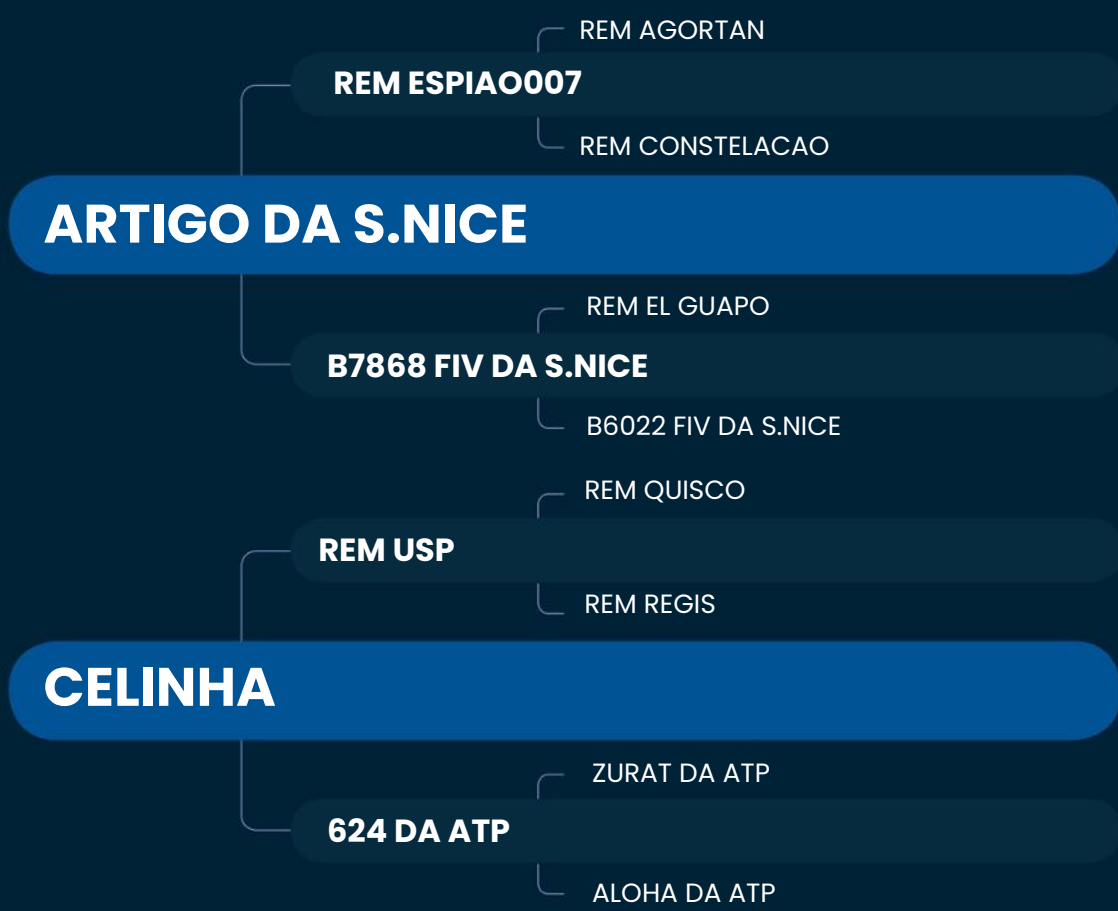 REM AGORTAN
REM ESPIAO007
REM CONSTELACAO
ARTIGO DA S.NICE
REM EL GUAPO
B7868 FIV DA S.NICE
B6022 FIV DA S.NICE
REM QUISCO
REM USP
REM REGIS
CELINHA
ZURAT DA ATP
624 DA ATP
ALOHA DA ATP